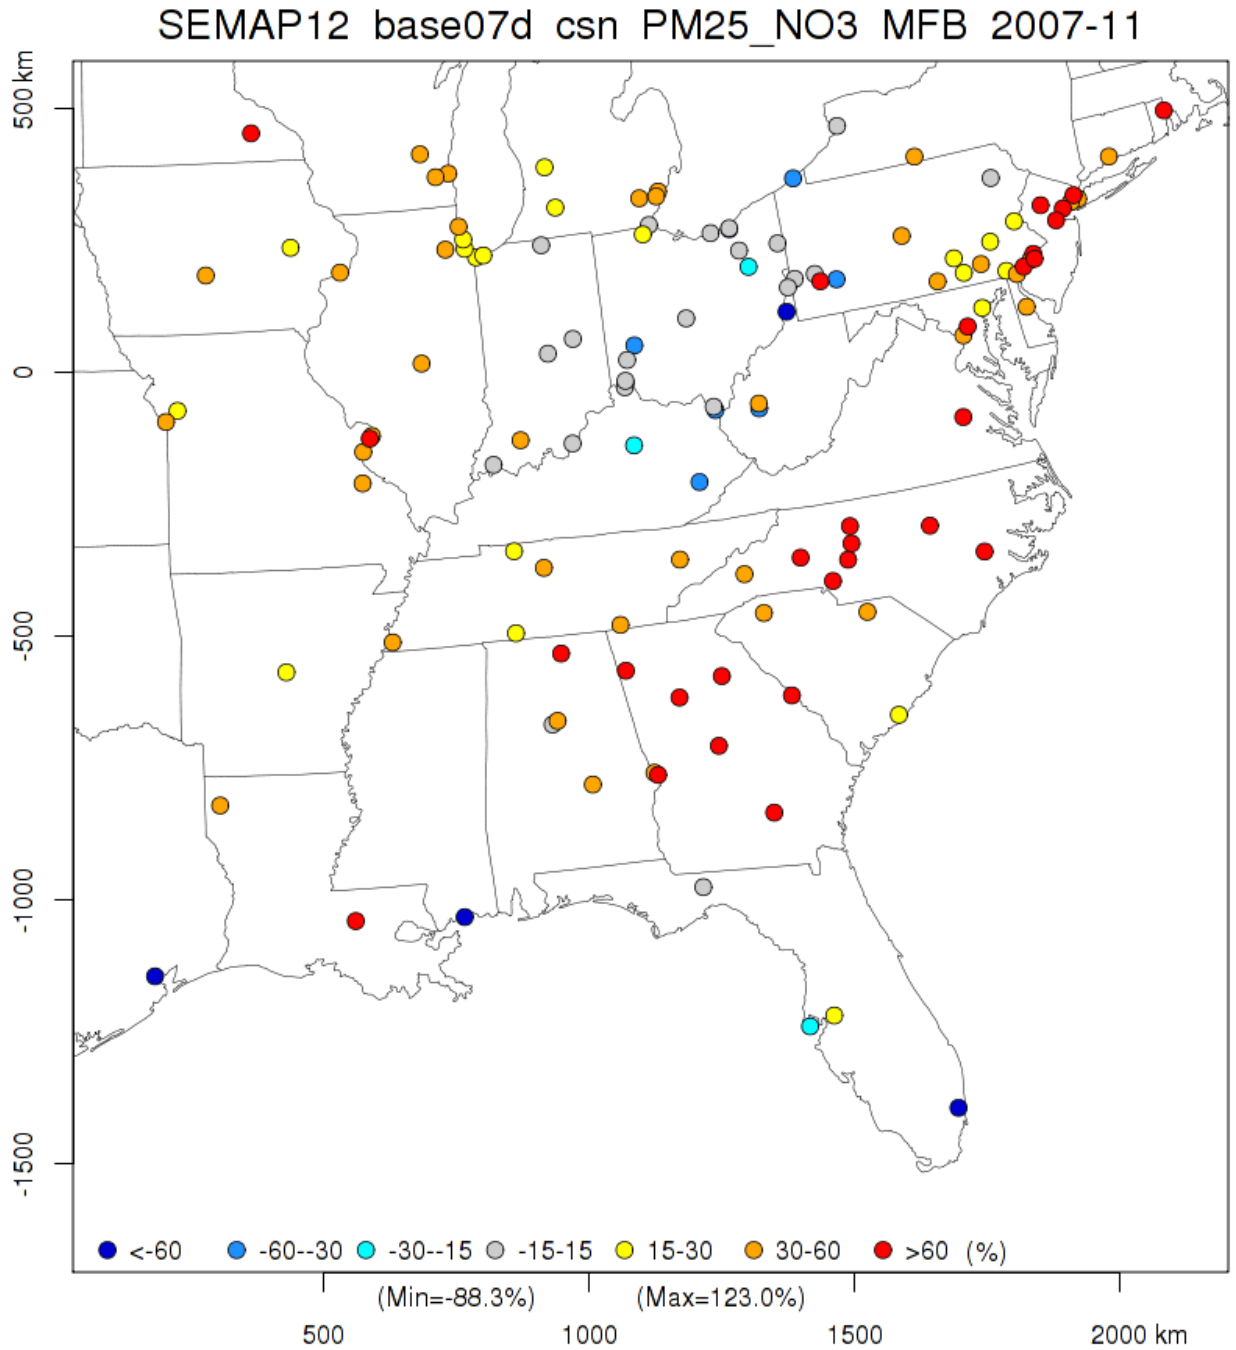 SEMAP12 base07d csn PM25_NO3 MFB 2007-11
500 km
0
-500
-1000
-1500
<-60 -60--30 -30--15 -15-15 15-30 30-60 >60 (%)
(Min=-88.3%) (Max=123.0%)
500 1000 1500 2000 km